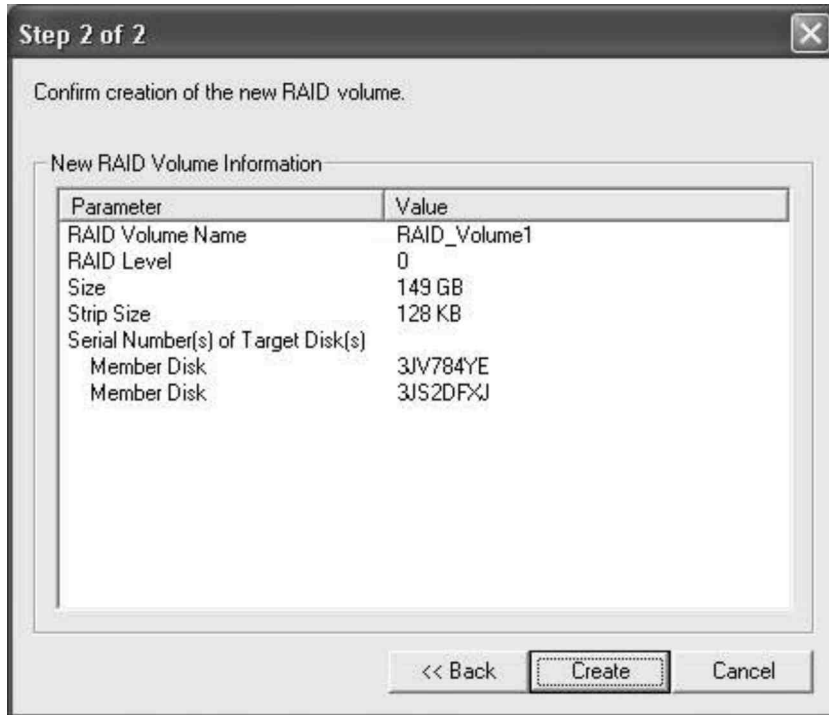 Step 2 of 2
Confirm creation of the new RAID volume.
New RAID Volume Information
Parameter Value
RAID Volume Name RAID_Volume1
RAID Level 0
Size 149 GB
Strip Size 128 KB
Serial Number(s) of Target Disk(s)
Member Disk 3JV784YE
Member Disk 3JS2DFXJ
<< Back Create Cancel